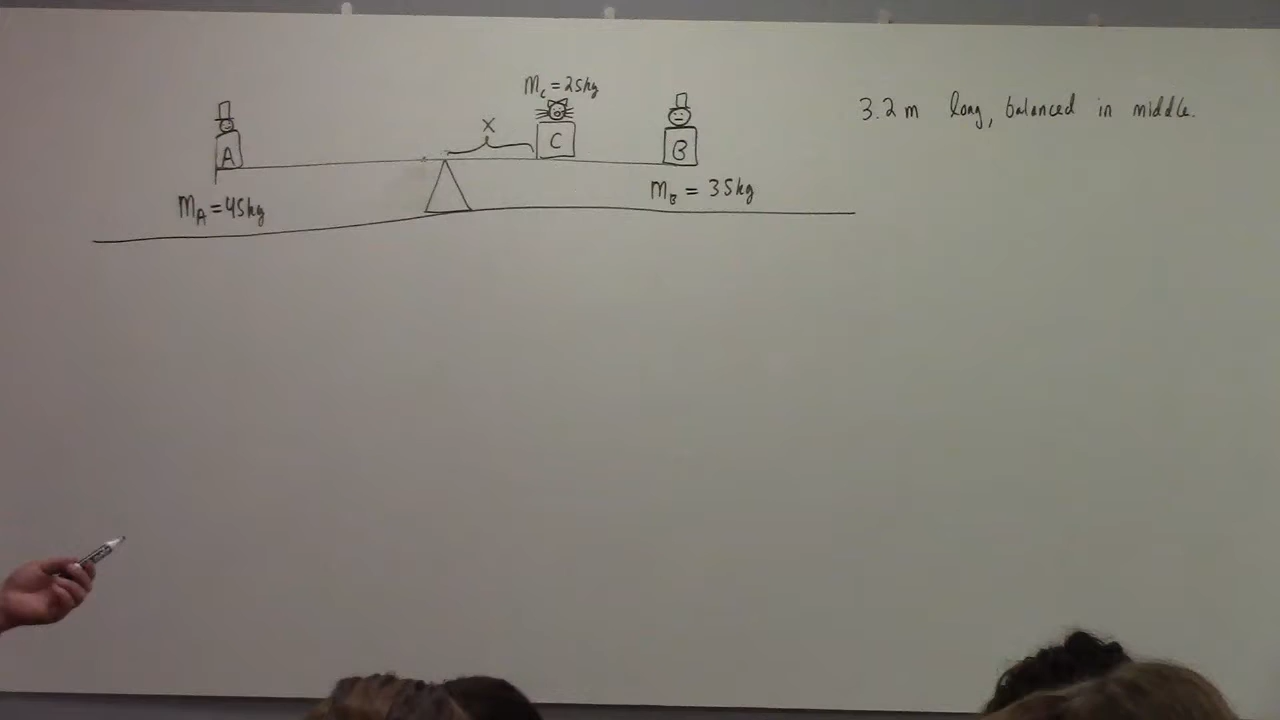 M_C = 25kg
3.2 m long, balanced in middle.
X
A
C
B
M_A = 45kg
M_B = 35kg